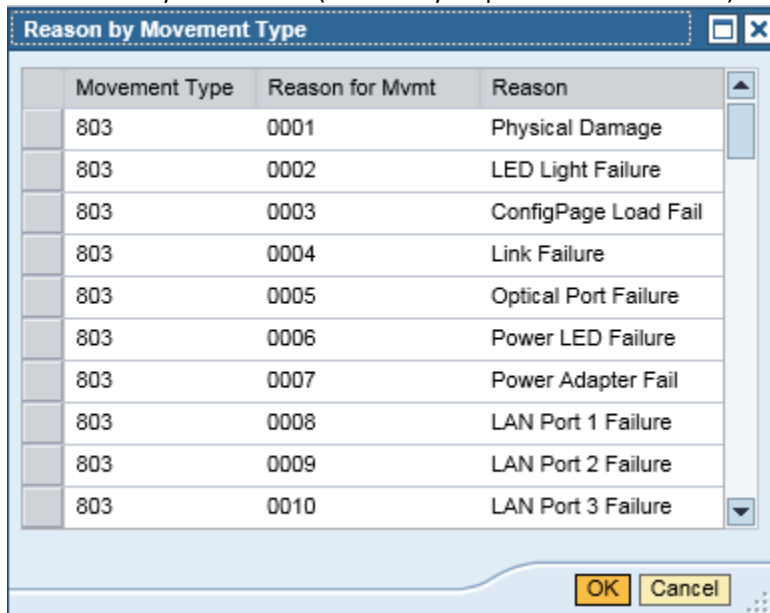 Reason by Movement Type
Movement Type Reason for Mvmt Reason
803 0001 Physical Damage
803 0002 LED Light Failure
803 0003 ConfigPage Load Fail
803 0004 Link Failure
803 0005 Optical Port Failure
803 0006 Power LED Failure
803 0007 Power Adapter Fail
803 0008 LAN Port 1 Failure
803 0009 LAN Port 2 Failure
803 0010 LAN Port 3 Failure
OK Cancel